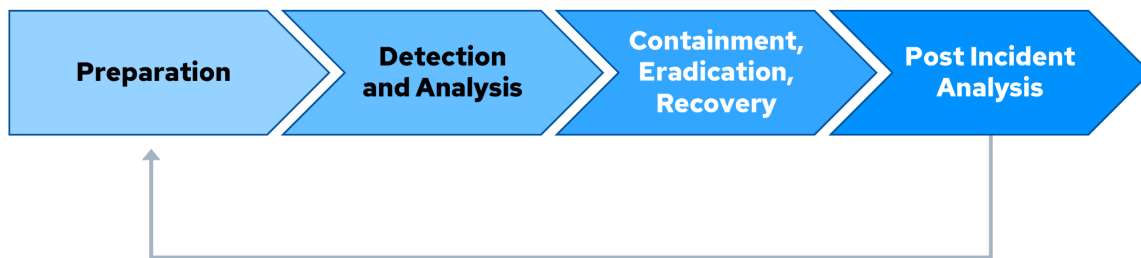 Preparation
Detection
and Analysis
Containment,
Eradication,
Recovery
Post Incident
Analysis